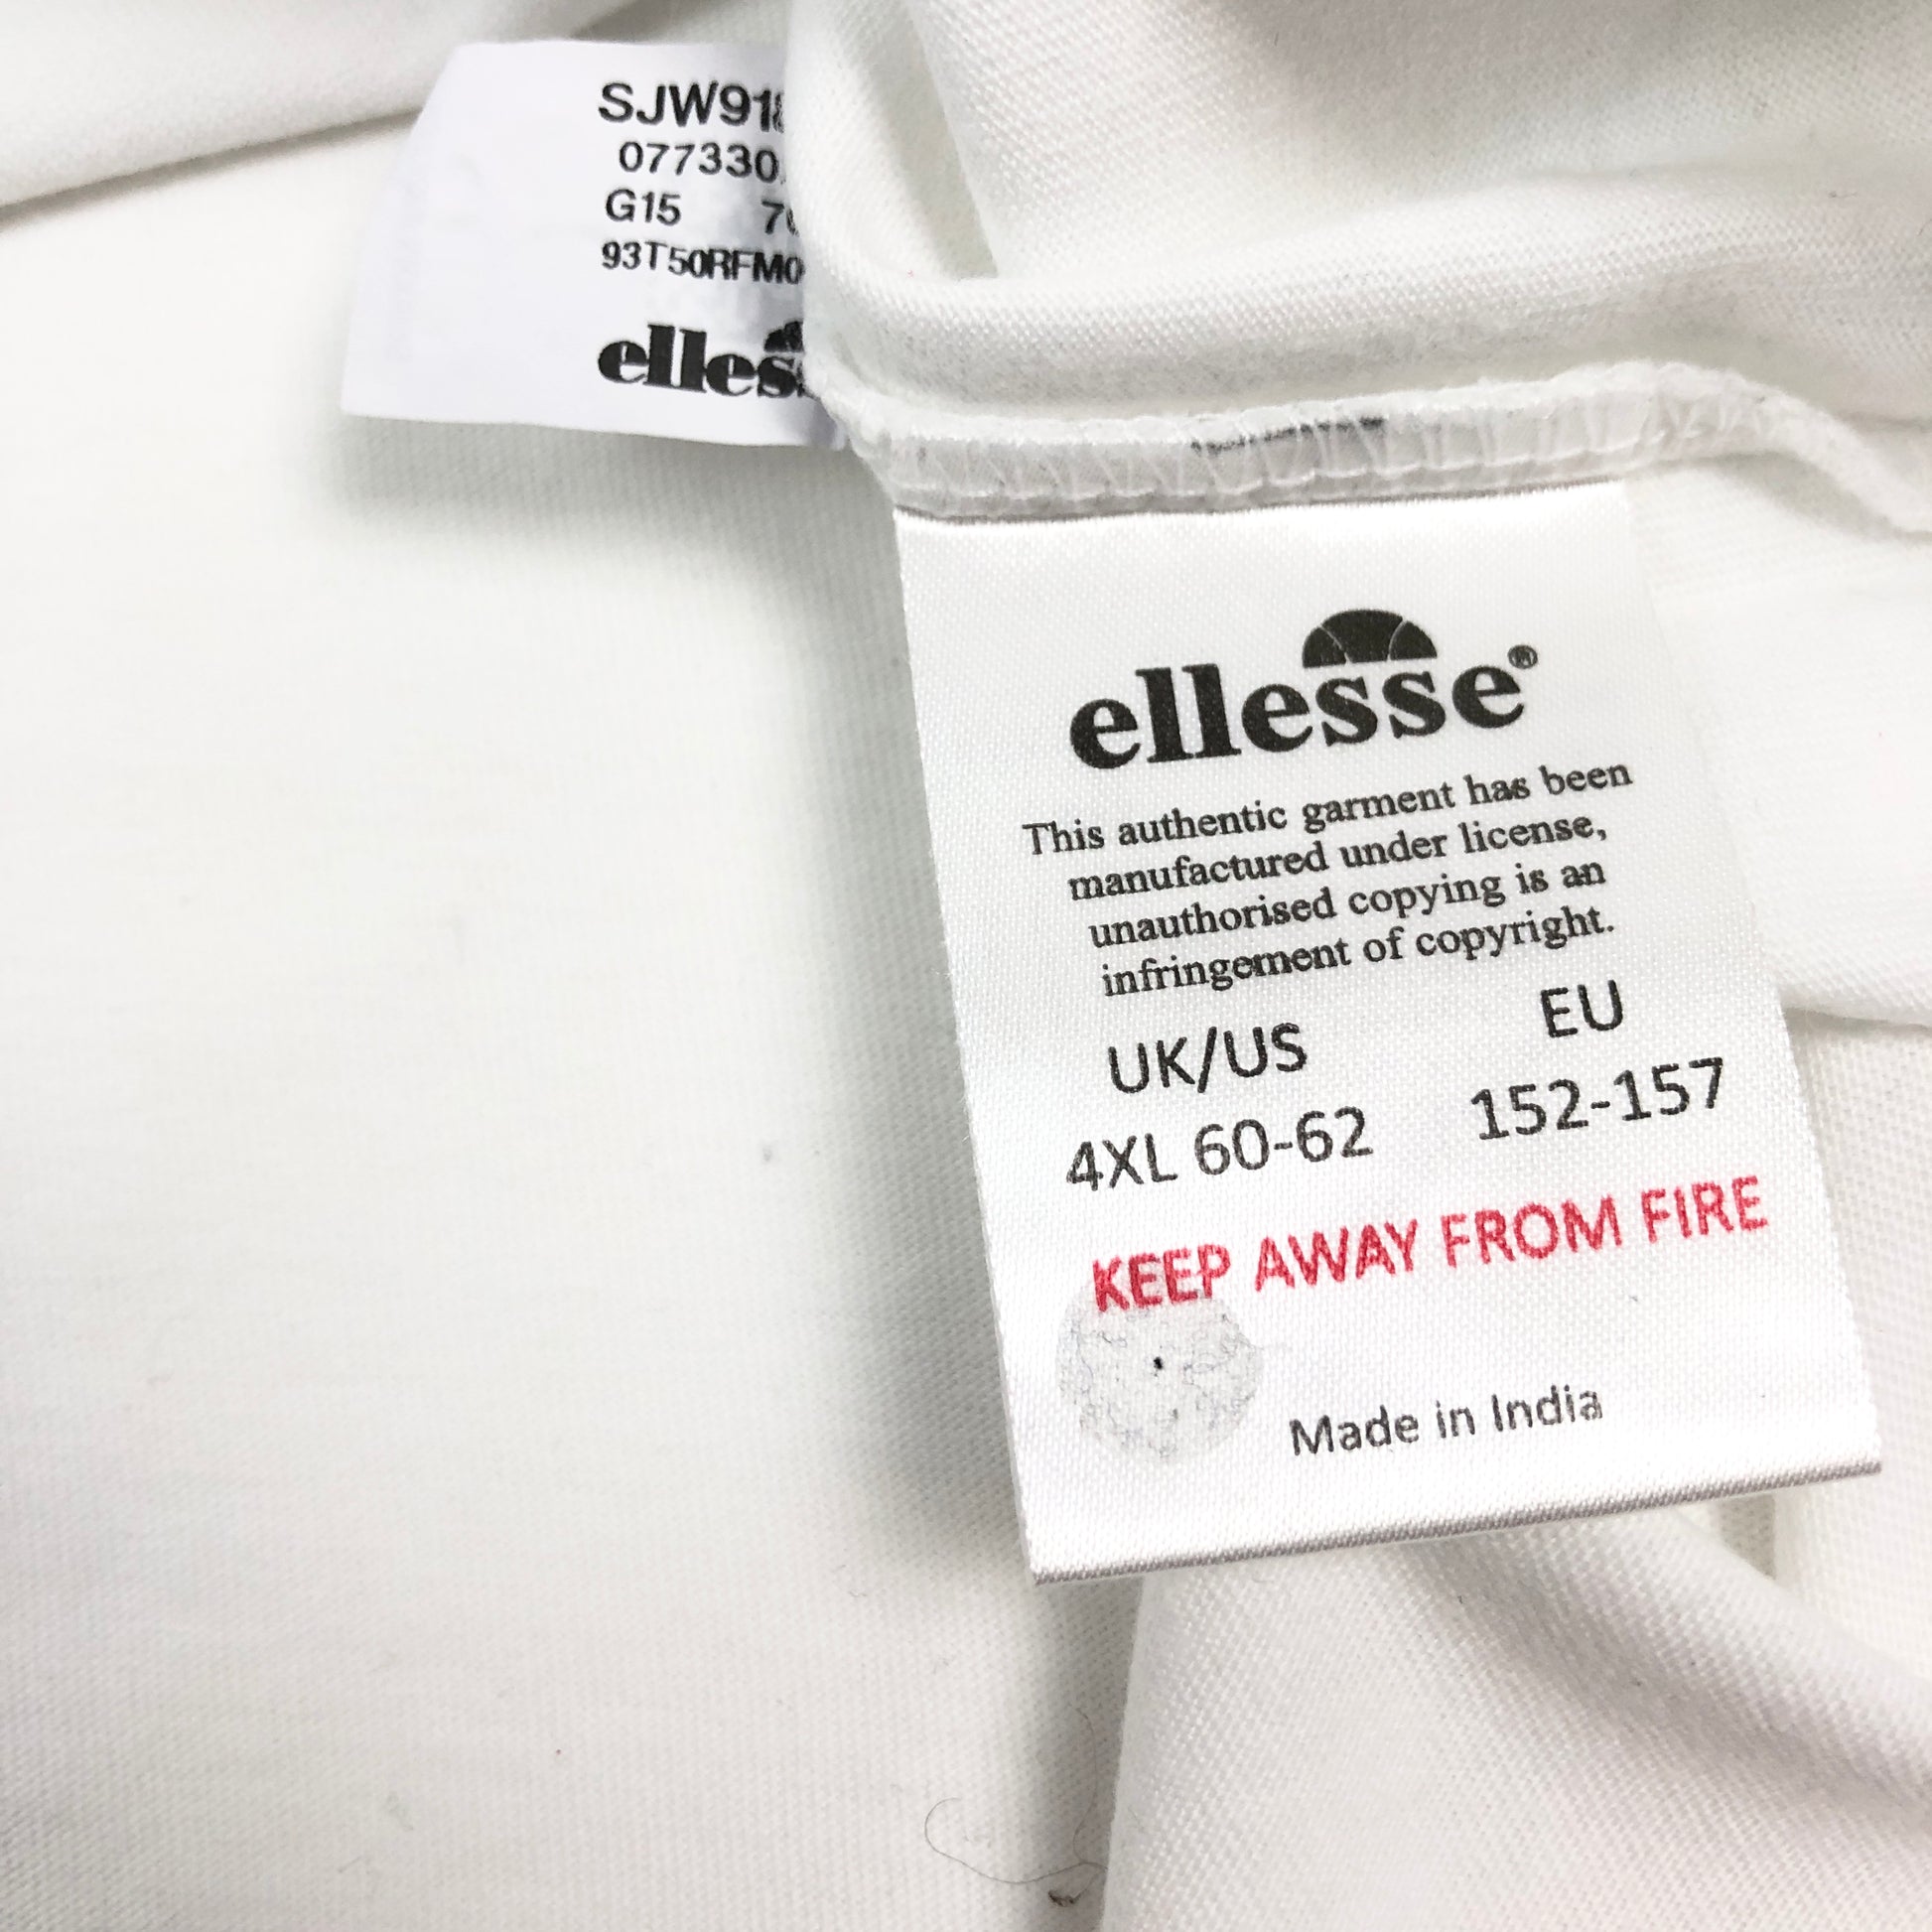 SJW91
077330
G15 7
93T50RFM0
elles
ellesse®
This authentic garment has been
manufactured under license,
unauthorised copying is an
infringement of copyright.
UK/US EU
4XL 60-62 152-157
KEEP AWAY FROM FIRE
Made in India